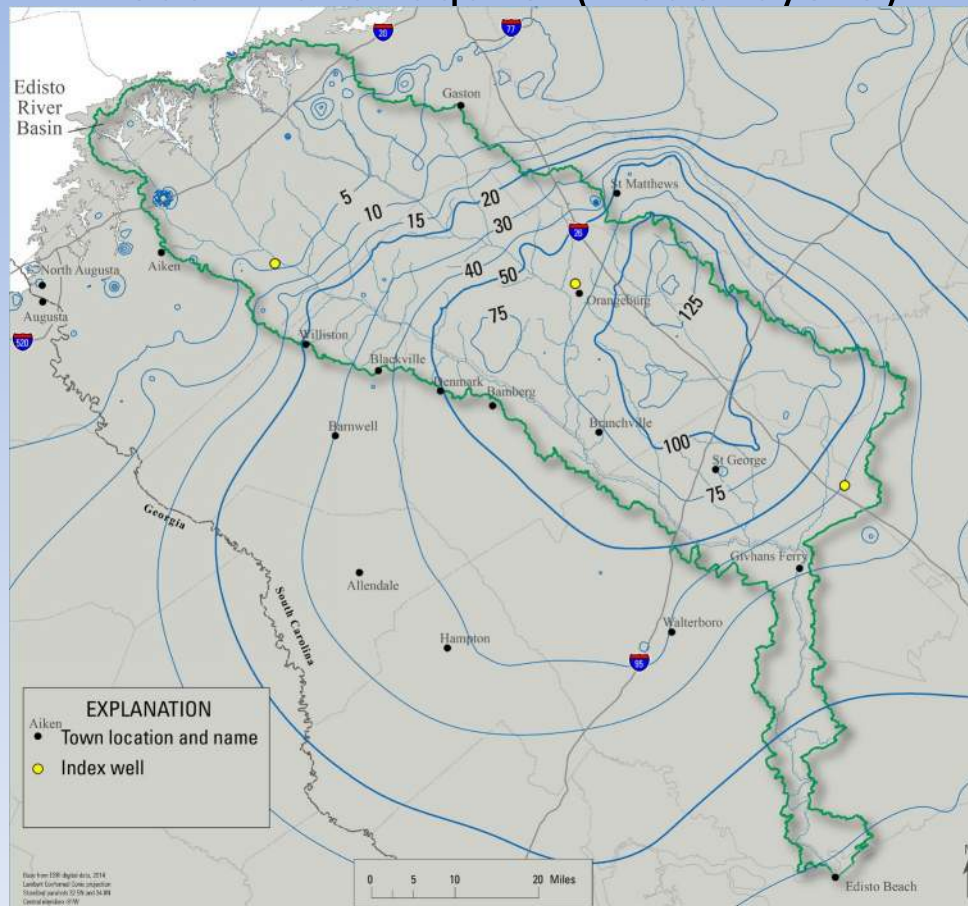 20
77
Edisto
River
Basin
Gaston
St Matthews
5
10
15
20
30
26
North Augusta
Aiken
Augusta
40
50
Orangeburg
125
75
520
Williston
Blackville
Denmark
Bamberg
Barnwell
Branchville
100
St George
75
Georgia
South Carolina
Givhans Ferry
Allendale
Walterboro
Hampton
95
EXPLANATION
Aiken
Town location and name
Index well
0 5 10 20 Miles
Edisto Beach
N